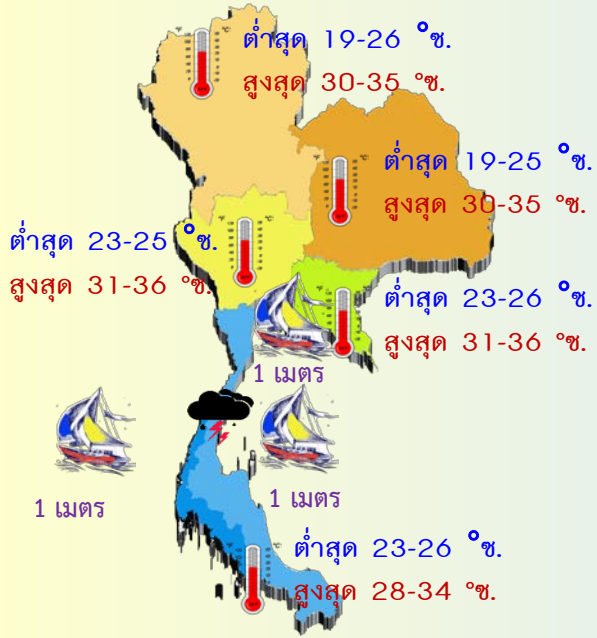 ต่ำสุด 19-26 °ซ.
สูงสุด 30-35 °ซ.
ต่ำสุด 19-25 °ซ.
สูงสุด 30-35 °ซ.
ต่ำสุด 23-25 °ซ.
สูงสุด 31-36 °ซ.
ต่ำสุด 23-26 °ซ.
สูงสุด 31-36 °ซ.
1 เมตร
1 เมตร
1 เมตร
ต่ำสุด 23-26 °ซ.
สูงสุด 28-34 °ซ.